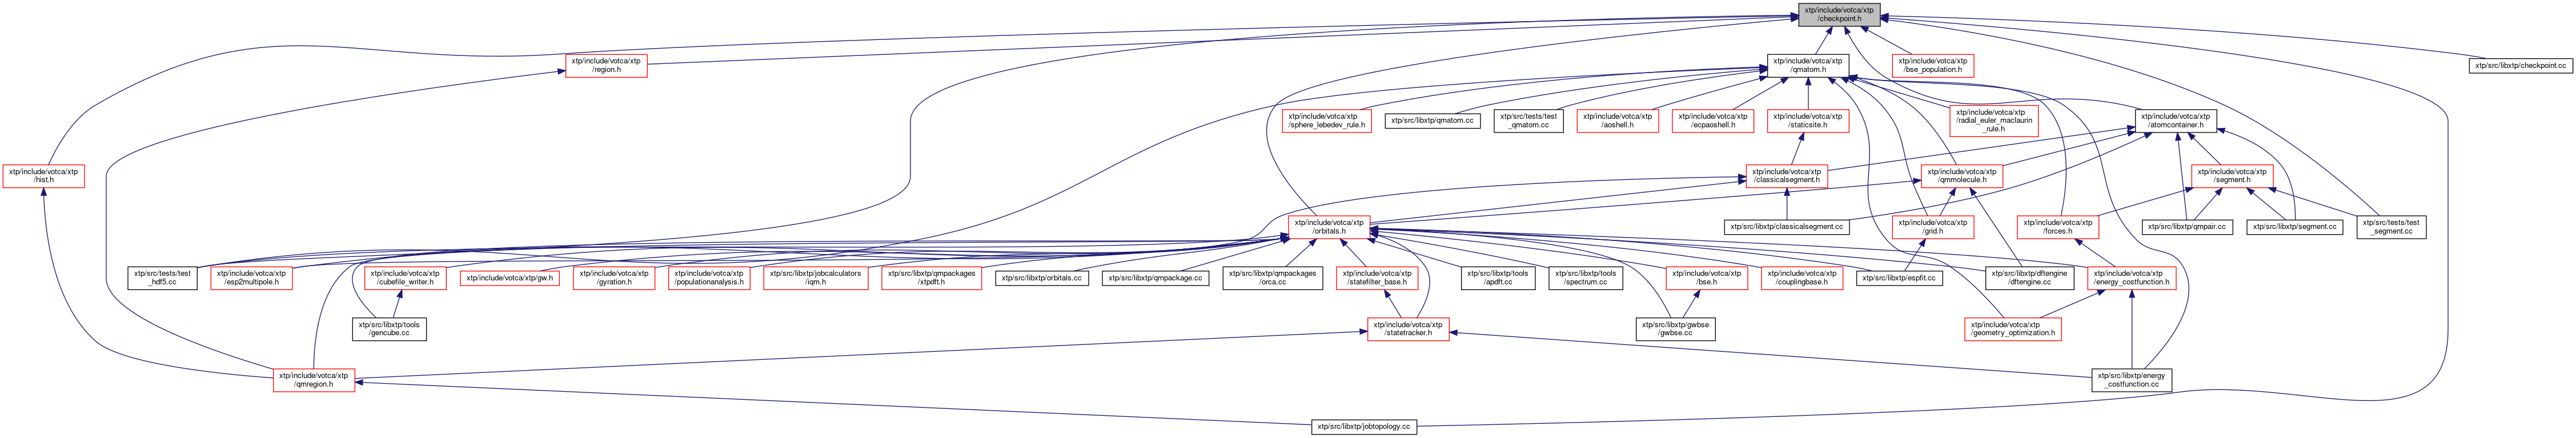 xtp/include/votca/xtp
/checkpoint.h
xtp/include/votca/xtp
/region.h
xtp/include/votca/xtp
/qmatom.h
xtp/include/votca/xtp
/bse_population.h
xtp/src/libxtp/checkpoint.cc
xtp/include/votca/xtp
/sphere_lebedev_rule.h
xtp/src/libxtp/qmatom.cc
xtp/src/tests/test
_qmatom.cc
xtp/include/votca/xtp
/aoshell.h
xtp/include/votca/xtp
/ecpaoshell.h
xtp/include/votca/xtp
/staticsite.h
xtp/include/votca/xtp
/radial_euler_maclaurin
_rule.h
xtp/include/votca/xtp
/atomcontainer.h
xtp/include/votca/xtp
/hist.h
xtp/include/votca/xtp
/classicalsegment.h
xtp/include/votca/xtp
/qmmolecule.h
xtp/include/votca/xtp
/segment.h
xtp/include/votca/xtp
/orbitals.h
xtp/src/libxtp/classicalsegment.cc
xtp/include/votca/xtp
/grid.h
xtp/include/votca/xtp
/forces.h
xtp/src/libxtp/qmpair.cc
xtp/src/libxtp/segment.cc
xtp/src/tests/test
_segment.cc
xtp/src/tests/test
_hdf5.cc
xtp/include/votca/xtp
/esp2multipole.h
xtp/include/votca/xtp
/cubefile_writer.h
xtp/include/votca/xtp/gw.h
xtp/include/votca/xtp
/gyration.h
xtp/include/votca/xtp
/populationanalysis.h
xtp/src/libxtp/jobcalculators
/iqm.h
xtp/src/libxtp/qmpackages
/xtpdft.h
xtp/src/libxtp/orbitals.cc
xtp/src/libxtp/qmpackage.cc
xtp/src/libxtp/qmpackages
/orca.cc
xtp/include/votca/xtp
/statefilter_base.h
xtp/src/libxtp/tools
/apdft.cc
xtp/src/libxtp/tools
/spectrum.cc
xtp/include/votca/xtp
/bse.h
xtp/include/votca/xtp
/couplingbase.h
xtp/src/libxtp/espfit.cc
xtp/src/libxtp/dftengine
/dftengine.cc
xtp/include/votca/xtp
/energy_costfunction.h
xtp/src/libxtp/tools
/gencube.cc
xtp/include/votca/xtp
/statetracker.h
xtp/src/libxtp/gwbse
/gwbse.cc
xtp/include/votca/xtp
/geometry_optimization.h
xtp/include/votca/xtp
/qmregion.h
xtp/src/libxtp/energy
_costfunction.cc
xtp/src/libxtp/jobtopology.cc